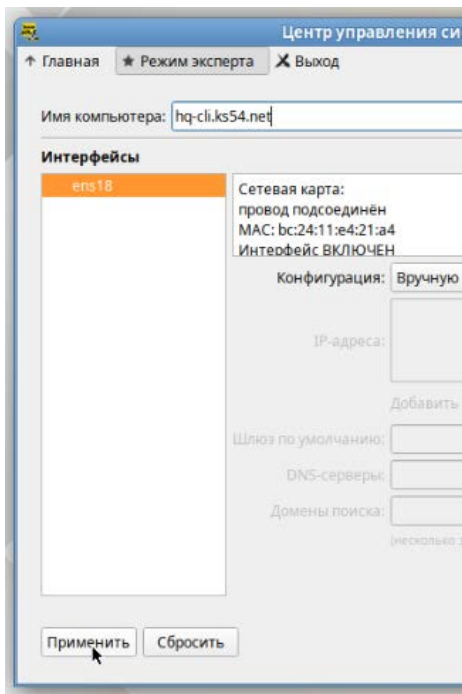 Центр управления си
Главная Режим эксперта Выход
Имя компьютера: hq-cli.ks54.net
Интерфейсы
ens18
Сетевая карта:
провод подсоединён
MAC: bc:24:11:e4:21:a4
Интерфейс ВКЛЮЧЕН
Конфигурация: Вручную
IP-адреса:
Добавить
Шлюз по умолчанию:
DNS-серверы:
Домены поиска:
(несколько з
Применить Сбросить